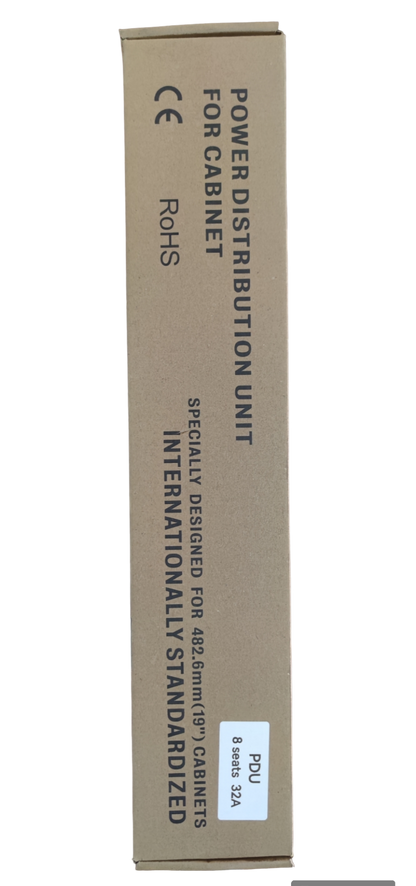 POWER DISTRIBUTION UNIT
FOR CABINET
CE
RoHS
SPECIALLY DESIGNED FOR 482.6mm(19") CABINETS
INTERNATIONALLY STANDARDIZED
PDU
8 seats 32A